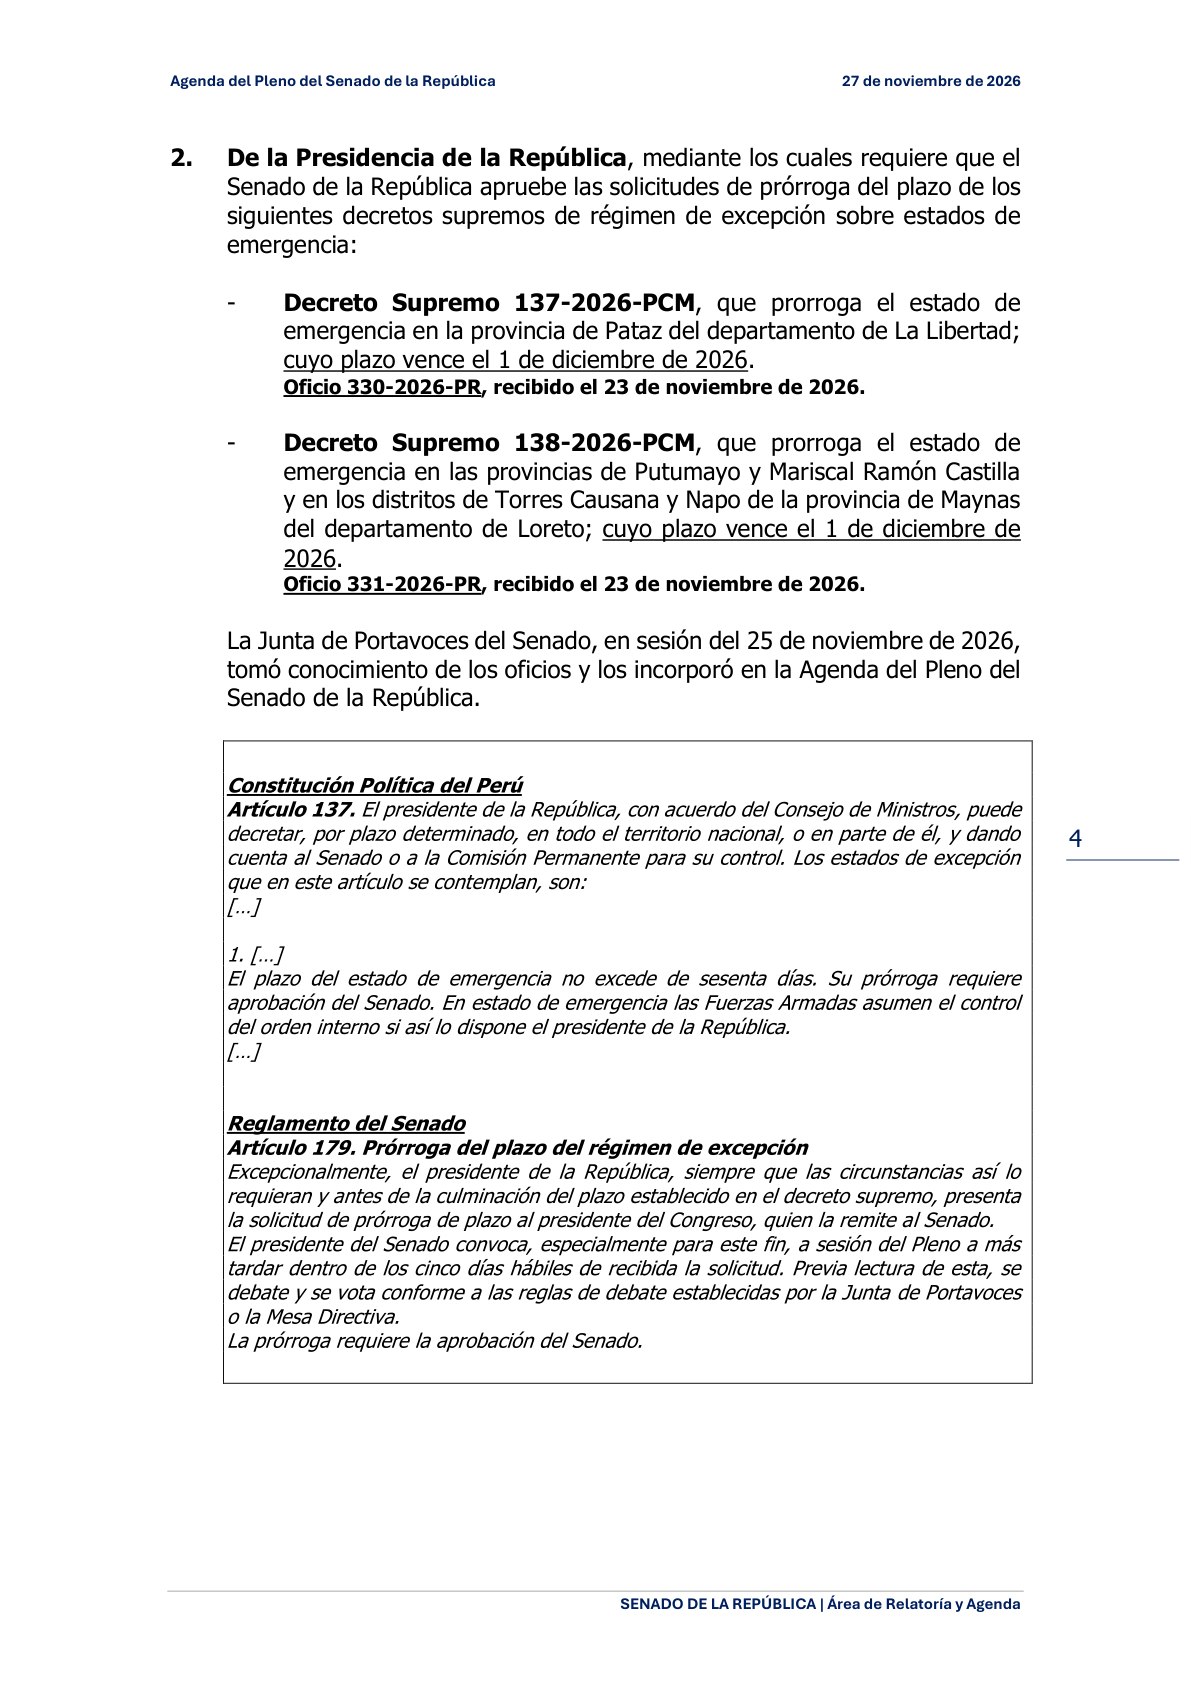 Agenda del Pleno del Senado de la República 27 de noviembre de 2026
2. De la Presidencia de la República, mediante los cuales requiere que el
Senado de la República apruebe las solicitudes de prórroga del plazo de los
siguientes decretos supremos de régimen de excepción sobre estados de
emergencia:
- Decreto Supremo 137-2026-PCM, que prorroga el estado de
emergencia en la provincia de Pataz del departamento de La Libertad;
cuyo plazo vence el 1 de diciembre de 2026.
Oficio 330-2026-PR, recibido el 23 de noviembre de 2026.
- Decreto Supremo 138-2026-PCM, que prorroga el estado de
emergencia en las provincias de Putumayo y Mariscal Ramón Castilla
y en los distritos de Torres Causana y Napo de la provincia de Maynas
del departamento de Loreto; cuyo plazo vence el 1 de diciembre de
2026.
Oficio 331-2026-PR, recibido el 23 de noviembre de 2026.
La Junta de Portavoces del Senado, en sesión del 25 de noviembre de 2026,
tomó conocimiento de los oficios y los incorporó en la Agenda del Pleno del
Senado de la República.
Constitución Política del Perú
Artículo 137. El presidente de la República, con acuerdo del Consejo de Ministros, puede
decretar, por plazo determinado, en todo el territorio nacional, o en parte de él, y dando
cuenta al Senado o a la Comisión Permanente para su control. Los estados de excepción
que en este artículo se contemplan, son:
[…]
1. […]
El plazo del estado de emergencia no excede de sesenta días. Su prórroga requiere
aprobación del Senado. En estado de emergencia las Fuerzas Armadas asumen el control
del orden interno si así lo dispone el presidente de la República.
[…]
Reglamento del Senado
Artículo 179. Prórroga del plazo del régimen de excepción
Excepcionalmente, el presidente de la República, siempre que las circunstancias así lo
requieran y antes de la culminación del plazo establecido en el decreto supremo, presenta
la solicitud de prórroga de plazo al presidente del Congreso, quien la remite al Senado.
El presidente del Senado convoca, especialmente para este fin, a sesión del Pleno a más
tardar dentro de los cinco días hábiles de recibida la solicitud. Previa lectura de esta, se
debate y se vota conforme a las reglas de debate establecidas por la Junta de Portavoces
o la Mesa Directiva.
La prórroga requiere la aprobación del Senado.
4
SENADO DE LA REPÚBLICA | Área de Relatoría y Agenda